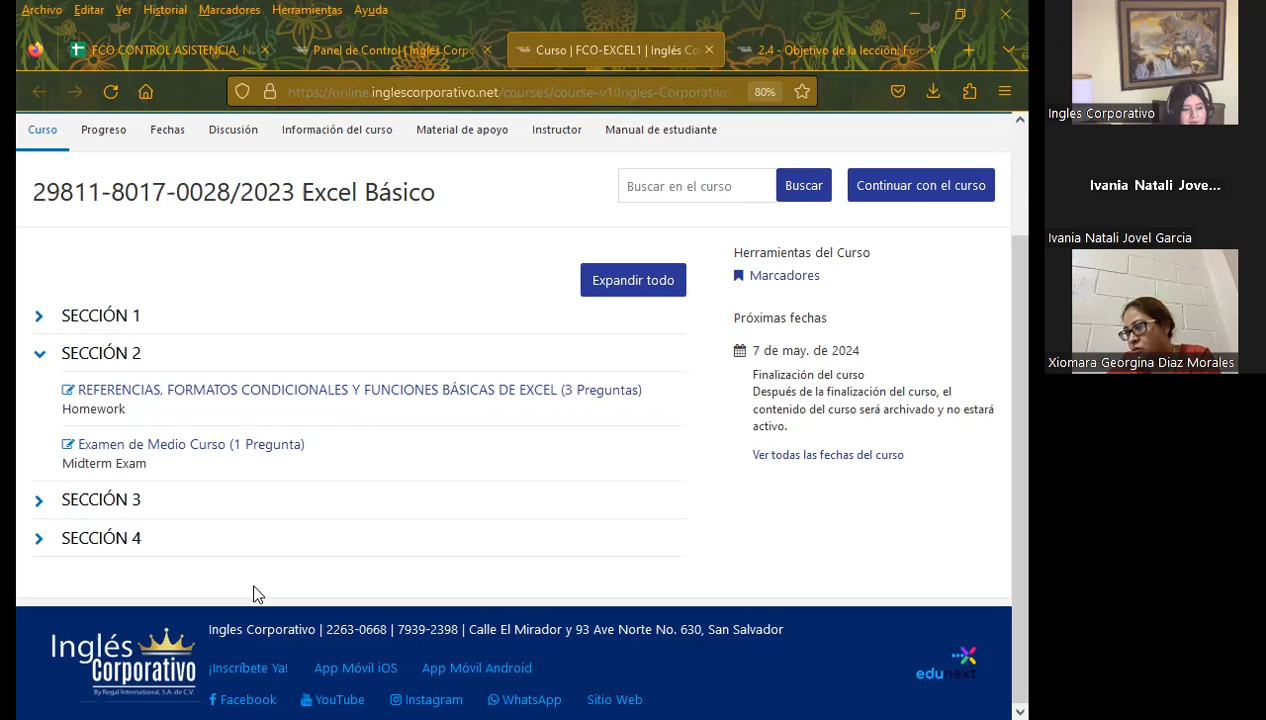 Archivo Editar Ver Historial Marcadores Herramientas Ayuda
FCO CONTROL ASISTENCIA, N
Panel de Control | Inglés Corp
Curso | FCO-EXCEL1 | Inglés Co
2.4 - Objetivo de la lección: Fo
https://online.inglescorporativo.net/courses/course-v1:Ingles-Corporativo
80%
Curso Progreso Fechas Discusión Información del curso Material de apoyo Instructor Manual de estudiante
29811-8017-0028/2023 Excel Básico
Buscar en el curso
Buscar
Continuar con el curso
Expandir todo
SECCIÓN 1
SECCIÓN 2
REFERENCIAS, FORMATOS CONDICIONALES Y FUNCIONES BÁSICAS DE EXCEL (3 Preguntas)
Homework
Examen de Medio Curso (1 Pregunta)
Midterm Exam
SECCIÓN 3
SECCIÓN 4
Herramientas del Curso
Marcadores
Próximas fechas
7 de may. de 2024
Finalización del curso
Después de la finalización del curso, el
contenido del curso será archivado y no estará
activo.
Ver todas las fechas del curso
Inglés
Corporativo
By Regal International, S.A. de C.V.
Ingles Corporativo | 2263-0668 | 7939-2398 | Calle El Mirador y 93 Ave Norte No. 630, San Salvador
¡Inscríbete Ya! App Móvil iOS App Móvil Android
Facebook YouTube Instagram WhatsApp Sitio Web
edunext
Ingles Corporativo
Ivania Natali Jove...
Ivania Natali Jovel Garcia
Xiomara Georgina Diaz Morales